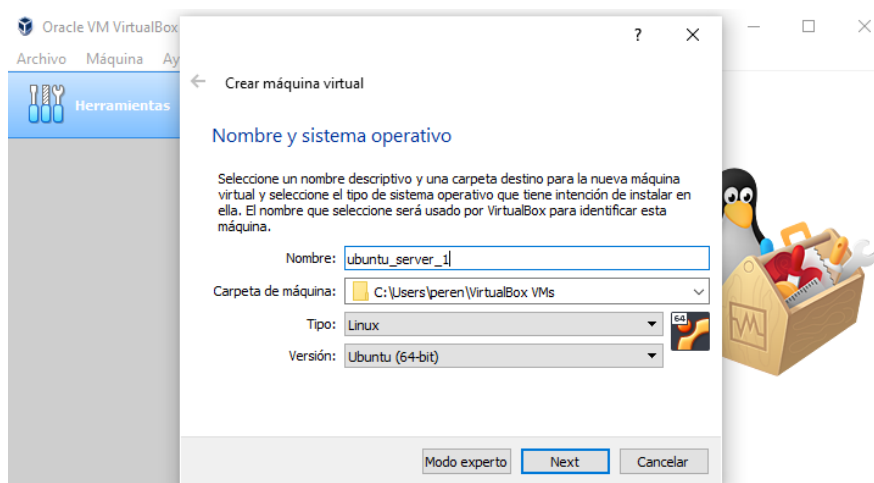 Oracle VM VirtualBox
Archivo Máquina Ay
Herramientas
?
Crear máquina virtual
Nombre y sistema operativo
Seleccione un nombre descriptivo y una carpeta destino para la nueva máquina
virtual y seleccione el tipo de sistema operativo que tiene intención de instalar en
ella. El nombre que seleccione será usado por VirtualBox para identificar esta
máquina.
Nombre: ubuntu_server_1
Carpeta de máquina: C:\Users\peren\VirtualBox VMs
Tipo: Linux
64
Versión: Ubuntu (64-bit)
Modo experto Next Cancelar